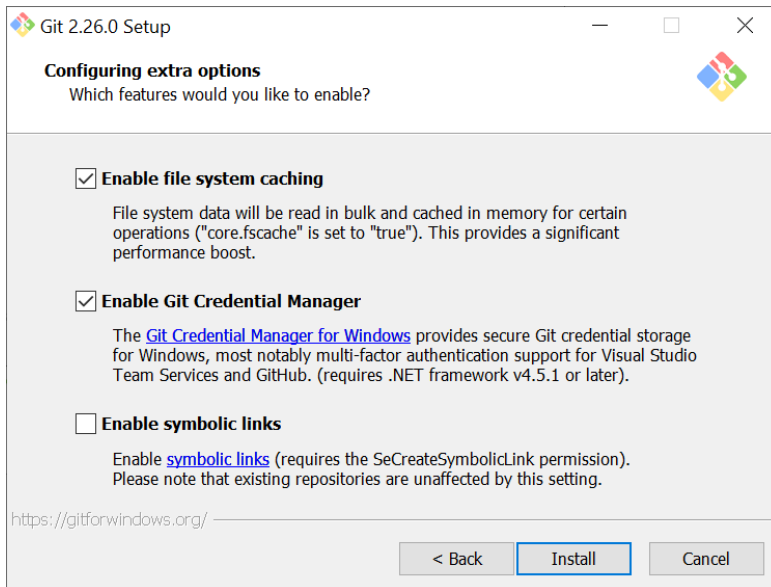 Git 2.26.0 Setup
Configuring extra options
Which features would you like to enable?
Enable file system caching
File system data will be read in bulk and cached in memory for certain
operations ("core.fscache" is set to "true"). This provides a significant
performance boost.
Enable Git Credential Manager
The Git Credential Manager for Windows provides secure Git credential storage
for Windows, most notably multi-factor authentication support for Visual Studio
Team Services and GitHub. (requires .NET framework v4.5.1 or later).
Enable symbolic links
Enable symbolic links (requires the SeCreateSymbolicLink permission).
Please note that existing repositories are unaffected by this setting.
https://gitforwindows.org/
< Back Install Cancel